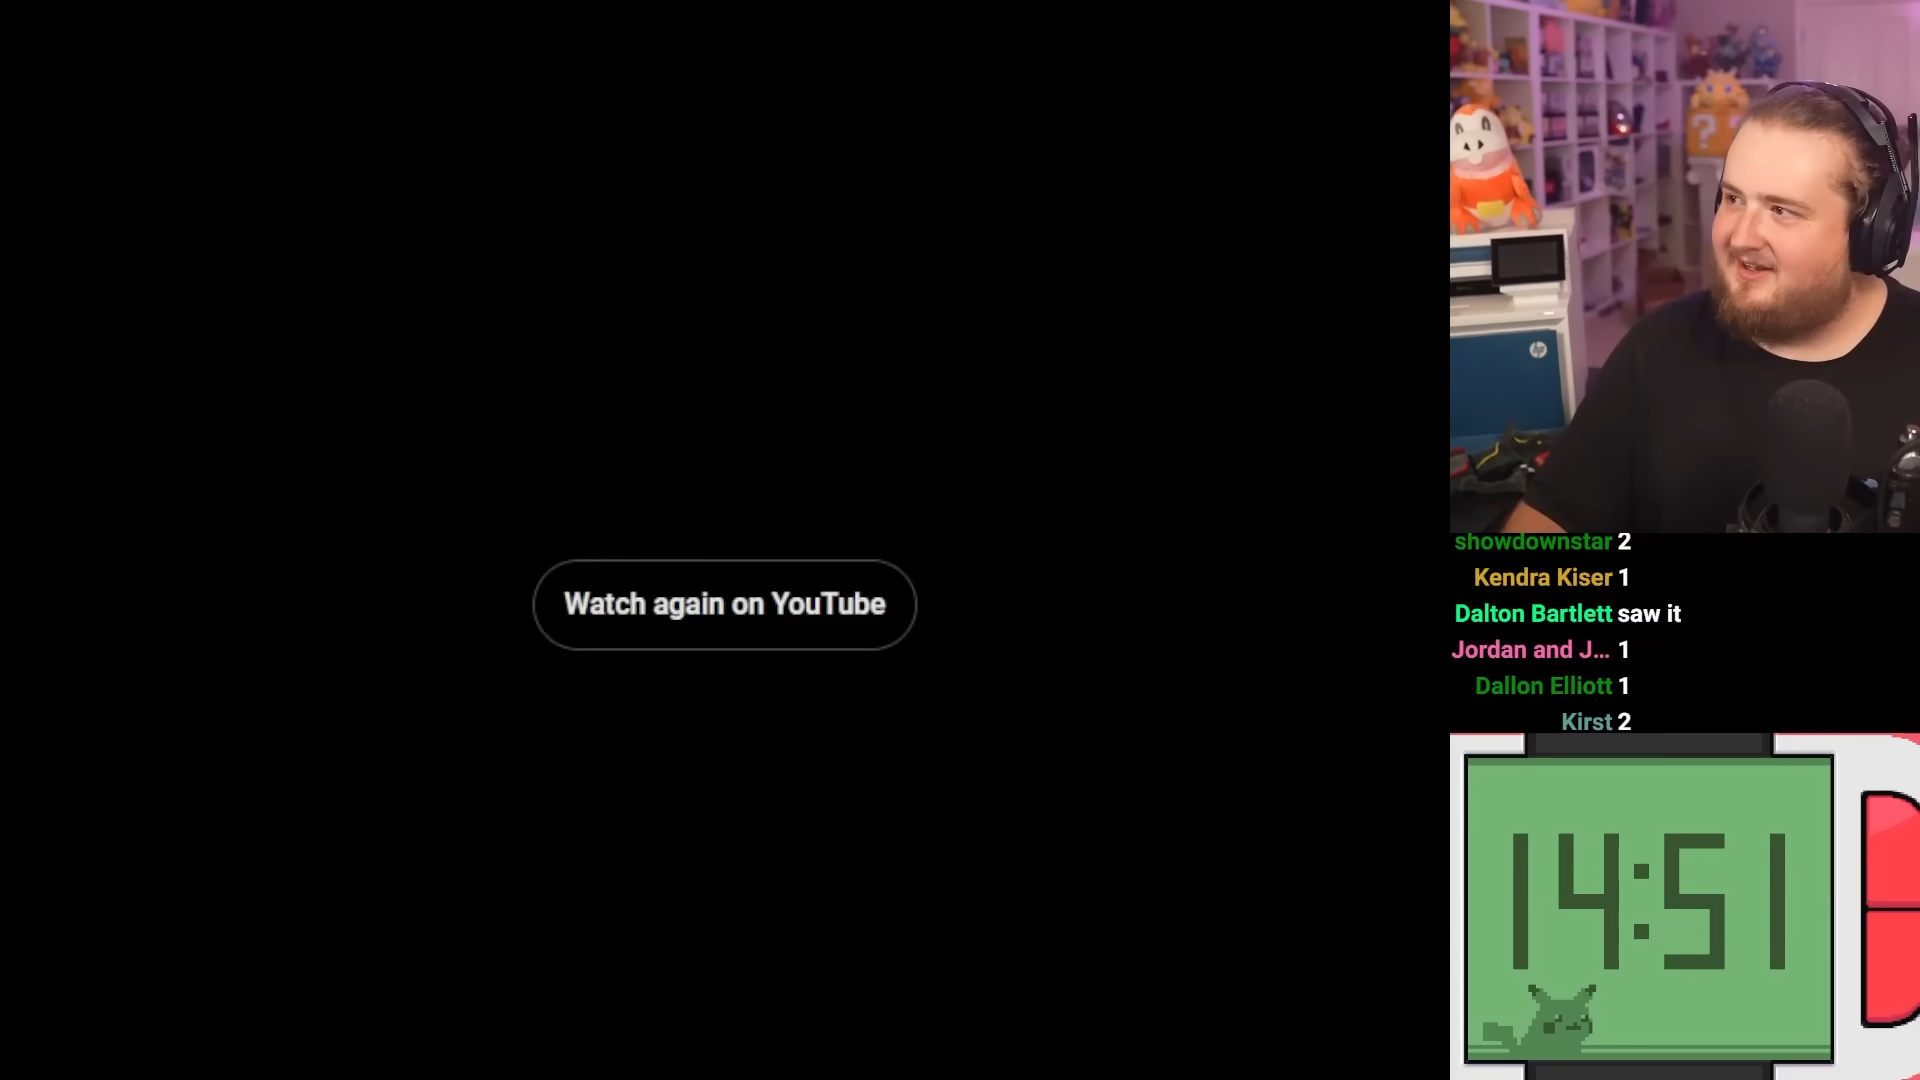 Watch again on YouTube
hp
showdownstar 2
Kendra Kiser 1
Dalton Bartlett saw it
Jordan and J... 1
Dallon Elliott 1
Kirst 2
14:51